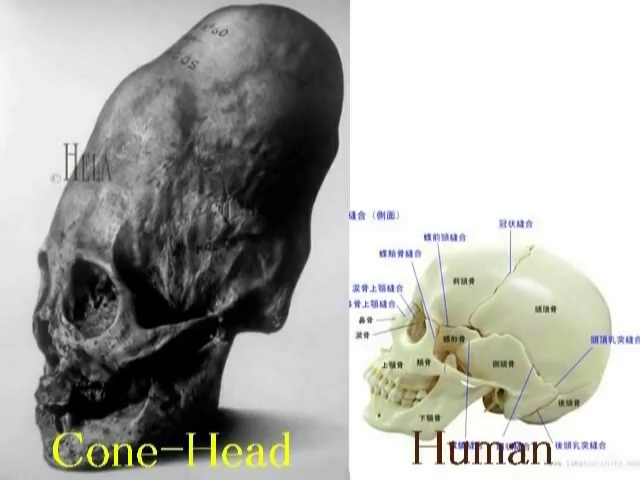 ©HELA
Cone-Head
縫合（側面）
冠状縫合
蝶前頭縫合
蝶頬骨縫合
涙骨上顎縫合
鼻骨上顎縫合
鼻骨
涙骨
前頭骨
頭頂骨
頭頂乳突縫合
蝶形骨
側頭骨
上顎骨
頬骨
後頭骨
下顎骨
後頭乳突縫合
Human